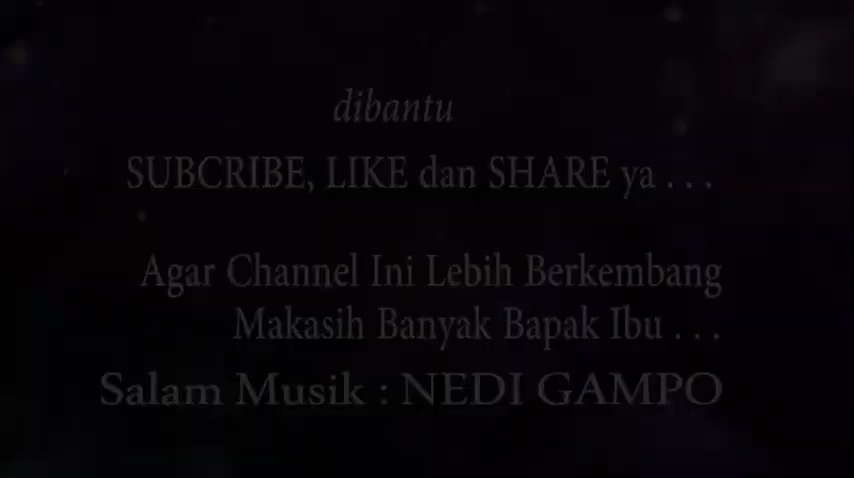 dibantu
SUBCRIBE, LIKE dan SHARE ya . . .
Agar Channel Ini Lebih Berkembang
Makasih Banyak Bapak Ibu . . .
Salam Musik : NEDI GAMPO